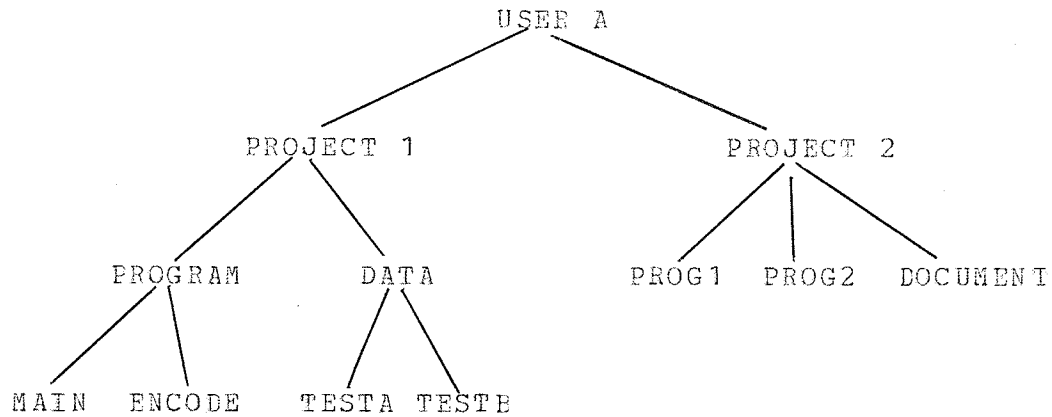 USER A
PROJECT 1 PROJECT 2
PROGRAM DATA PROG1 PROG2 DOCUMENT
MAIN ENCODE TESTA TESTB